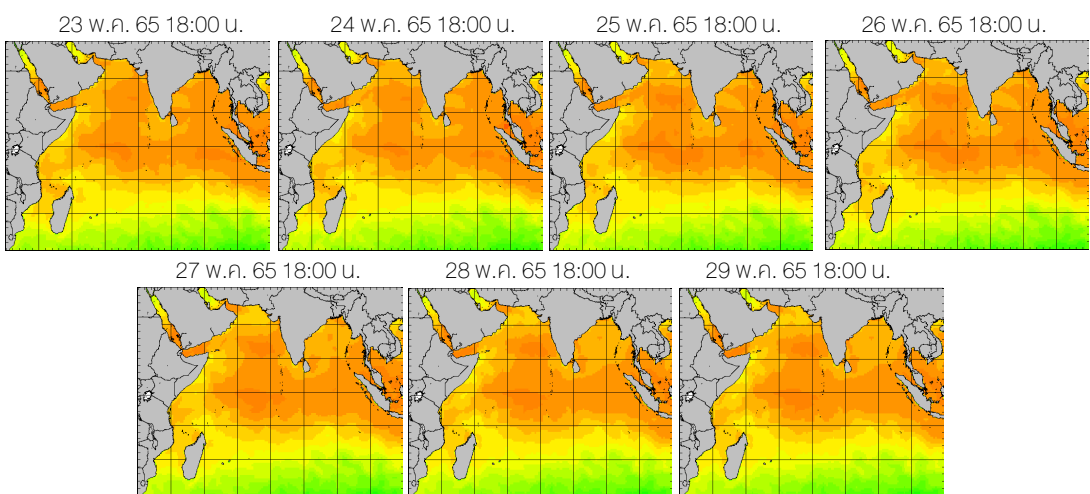 23 พ.ค. 65 18:00 น.
24 พ.ค. 65 18:00 น.
25 พ.ค. 65 18:00 น.
26 พ.ค. 65 18:00 น.
27 พ.ค. 65 18:00 น.
28 พ.ค. 65 18:00 น.
29 พ.ค. 65 18:00 น.